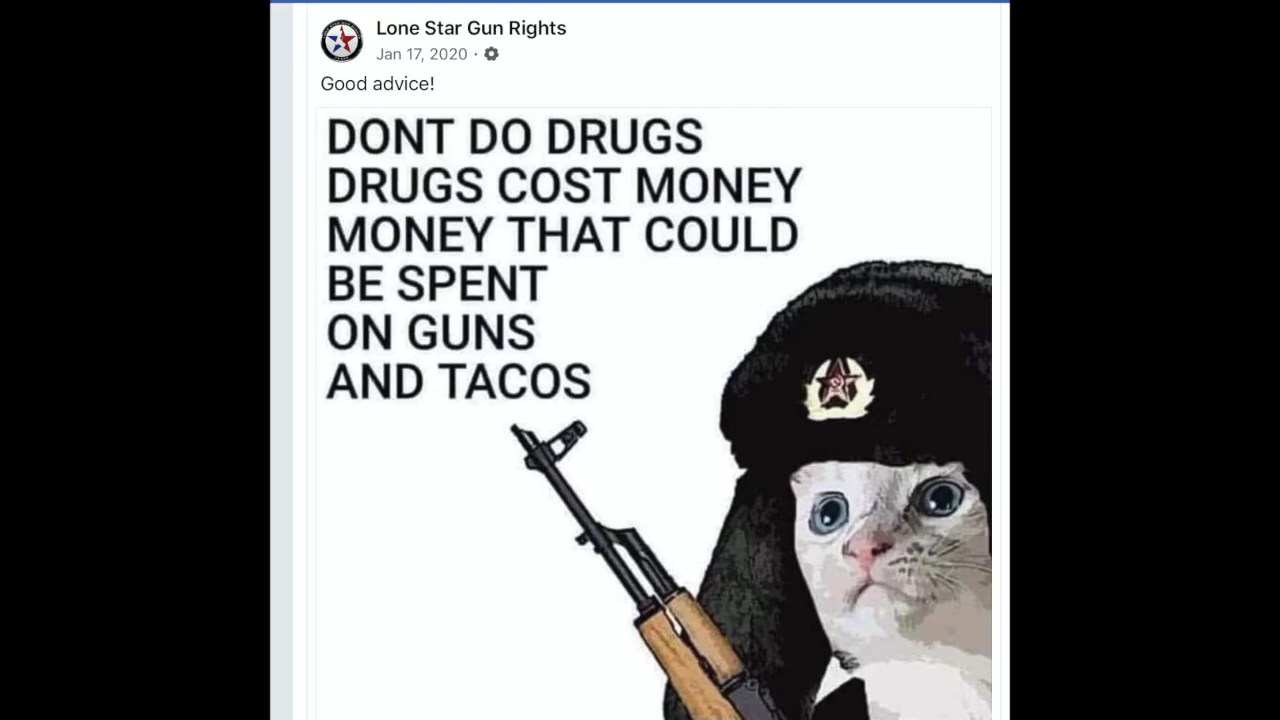 Lone Star Gun Rights
Jan 17, 2020 ·
Good advice!
DONT DO DRUGS
DRUGS COST MONEY
MONEY THAT COULD
BE SPENT
ON GUNS
AND TACOS